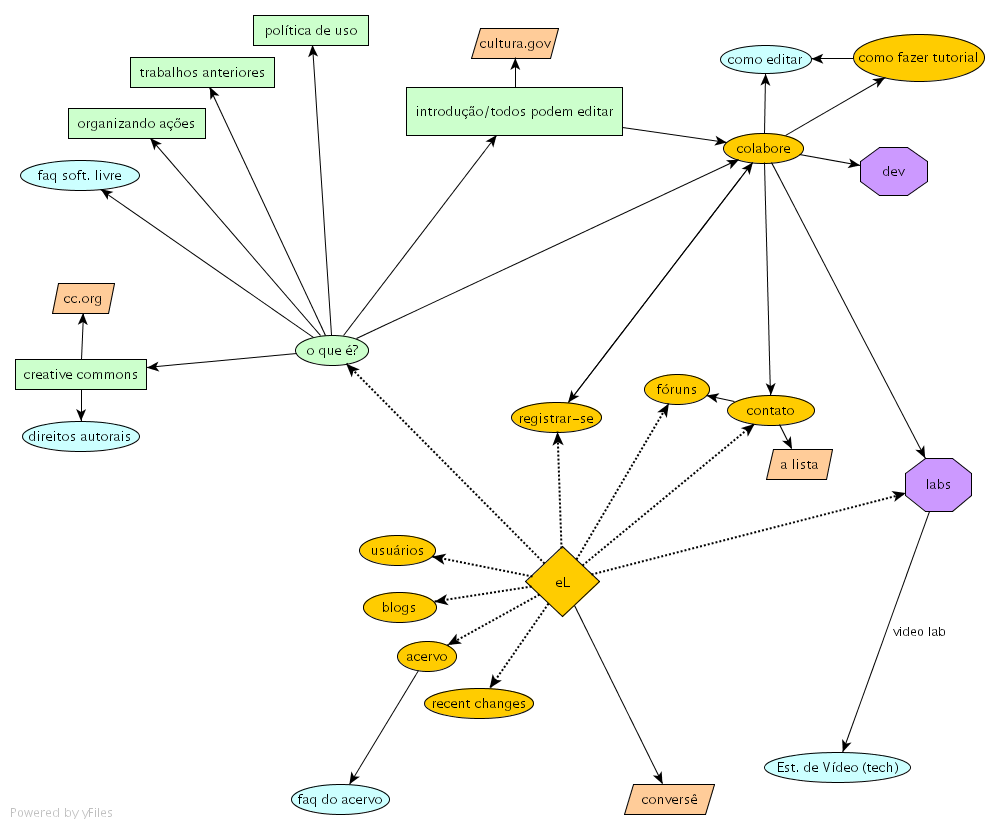 política de uso
cultura.gov
como editar
como fazer tutorial
trabalhos anteriores
introdução/todos podem editar
organizando ações
colabore
dev
faq soft. livre
cc.org
o que é?
creative commons
fóruns
registrar-se
contato
direitos autorais
a lista
labs
usuários
eL
blogs
video lab
acervo
recent changes
Est. de Vídeo (tech)
faq do acervo
conversê
Powered by yFiles